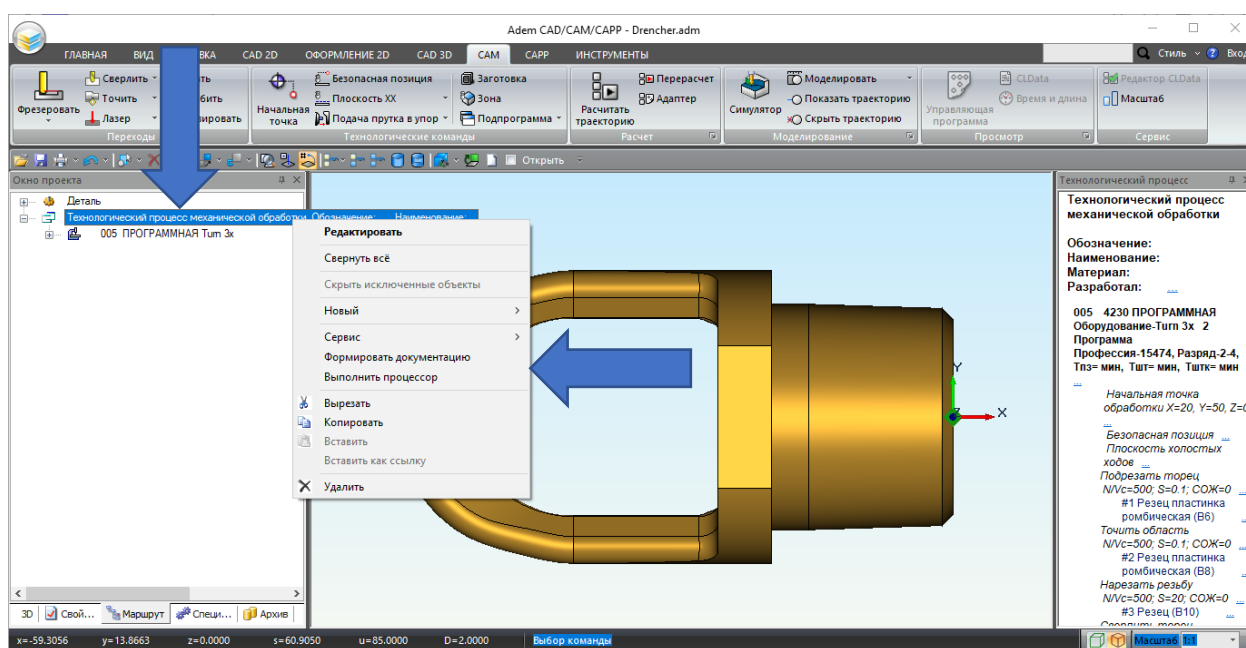 Adem CAD/CAM/CAPP - Drencher.adm
ГЛАВНАЯ ВИД CAD 2D ОФОРМЛЕНИЕ 2D CAD 3D CAM CAPP ИНСТРУМЕНТЫ Стиль
Фрезеровать
Сверлить
Точить
Лазер
Переходы
Начальная точка
Безопасная позиция
Плоскость XX
Подача прутка в упор
Заготовка
Зона
Подпрограмма
Технологические команды
Расчитать траекторию
Перерасчет
Адаптер
Расчет
Симулятор
Моделировать
Показать траекторию
Скрыть траекторию
Моделирование
Управляющая программа
CLData
Время и длина
Просмотр
Редактор CLData
Масштаб
Сервис
Открыть
Окно проекта
Деталь
Технологический процесс механической обработки Обозначение: Наименование:
005 ПРОГРАММНАЯ Turn 3x
Редактировать
Свернуть всё
Скрыть исключенные объекты
Новый
Сервис
Формировать документацию
Выполнить процессор
Вырезать
Копировать
Вставить
Вставить как ссылку
Удалить
Y
Z
X
Технологический процесс
Технологический процесс
механической обработки
Обозначение:
Наименование:
Материал:
Разработал: ...
005 4230 ПРОГРАММНАЯ
Оборудование-Turn 3x 2
Программа
Профессия-15474, Разряд-2-4,
Тпз= мин, Тшт= мин, Тштк= мин
...
Начальная точка
обработки X=20, Y=50,
...
Безопасная позиция ...
Плоскость холостых
ходов ...
Подрезать торец
N/Vc=500; S=0.1; СОЖ=0 ...
#1 Резец пластинка
ромбическая (B6)
Точить область
N/Vc=500; S=0.1; СОЖ=0 ...
#2 Резец пластинка
ромбическая (B8)
Нарезать резьбу
N/Vc=500; S=20; СОЖ=0 ...
#3 Резец (B10) ...
Сверлить торец
3D Свой... Маршрут Специ... Архив
x=-59.3056 y=13.8663 z=0.0000 s=60.9050 u=85.0000 D=2.0000 Выбор команды Масштаб 1:1